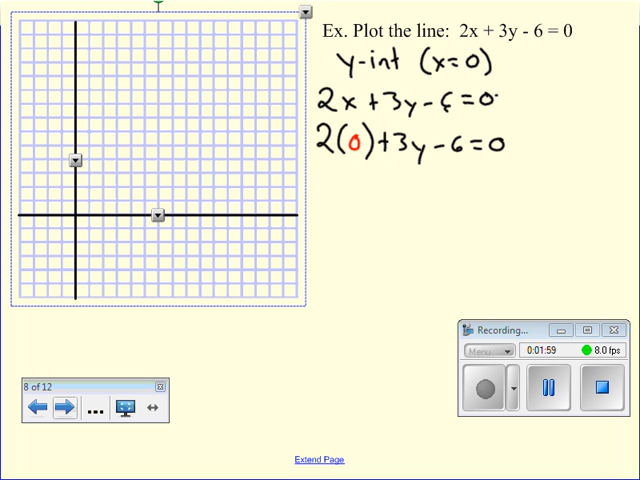 Ex. Plot the line: 2x + 3y - 6 = 0
y-int (x=0)
2x+3y-6=0
2(0)+3y-6=0
Recording...
Menu
0:01:59
8.0 fps
8 of 12
...
Extend Page